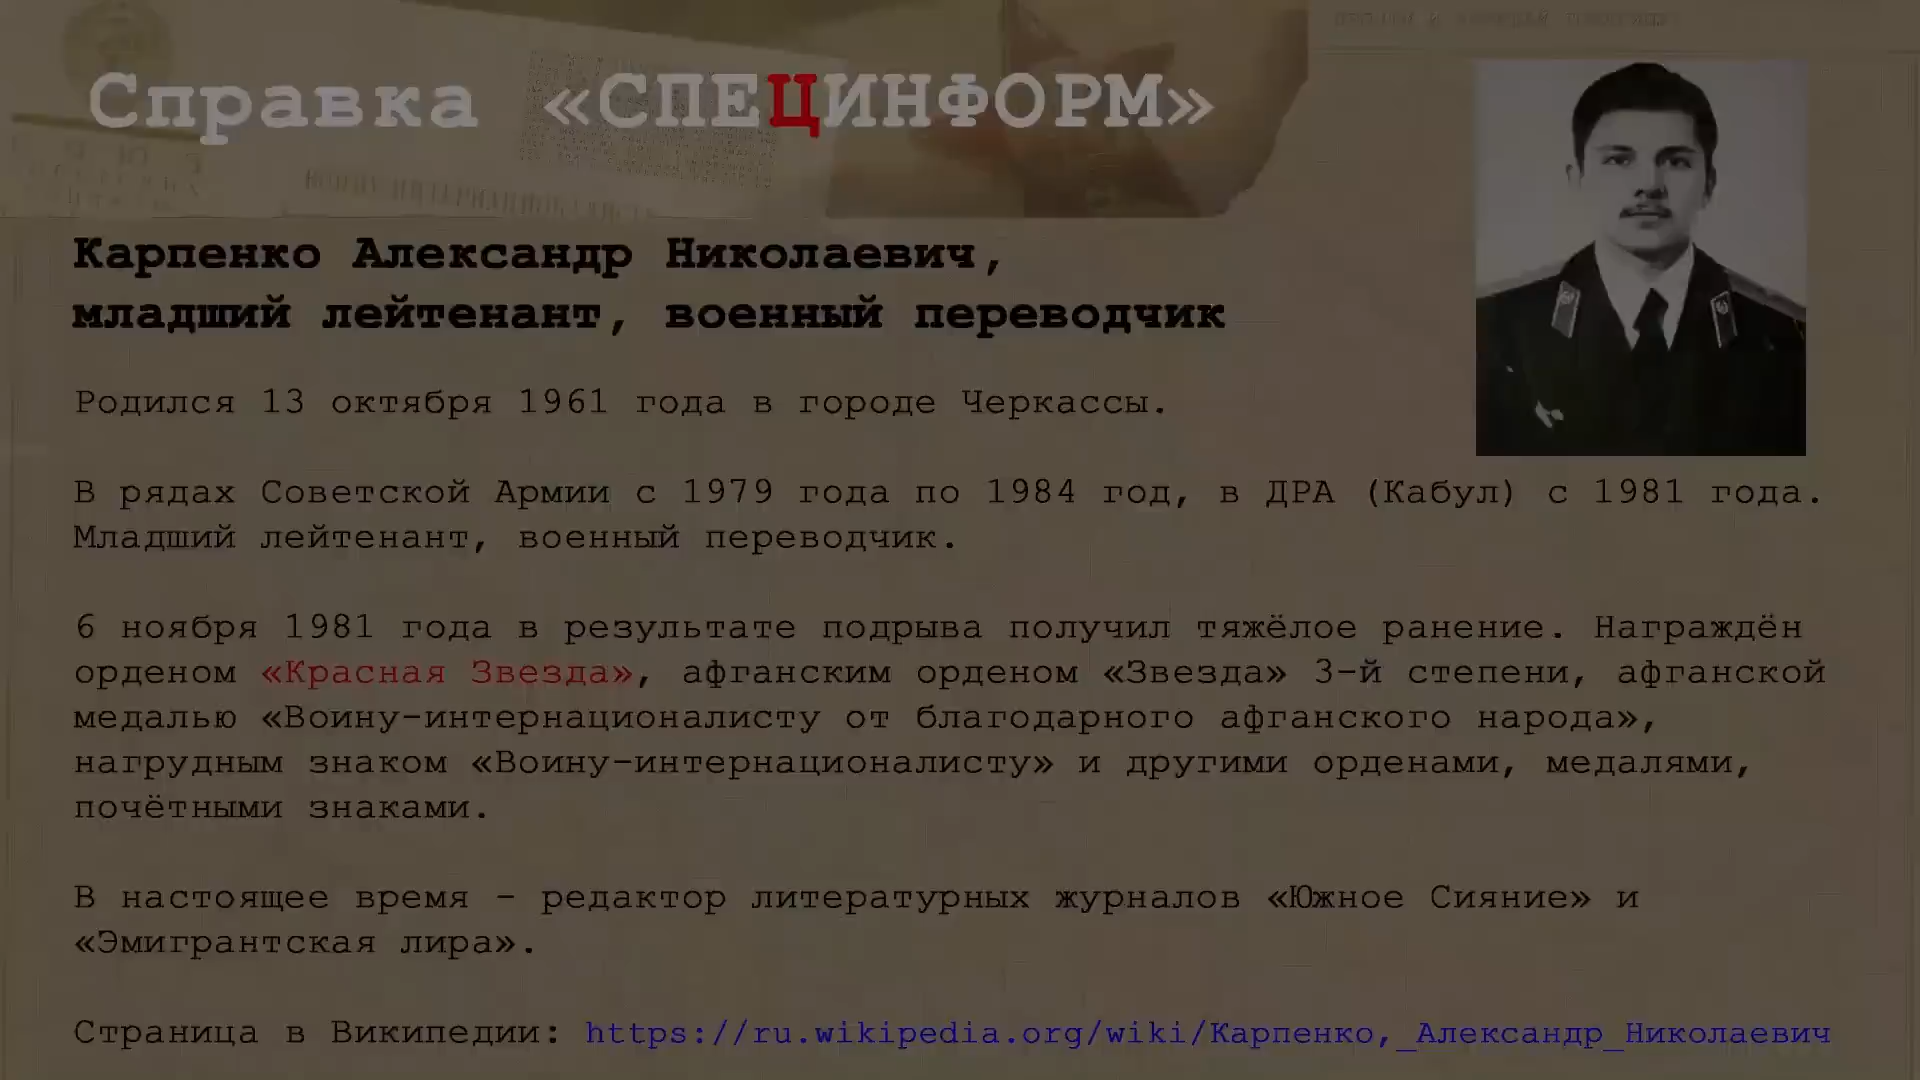 Справка «СПЕЦИНФОРМ»
Карпенко Александр Николаевич,
младший лейтенант, военный переводчик
Родился 13 октября 1961 года в городе Черкассы.
В рядах Советской Армии с 1979 года по 1984 год, в ДРА (Кабул) с 1981 года.
Младший лейтенант, военный переводчик.
6 ноября 1981 года в результате подрыва получил тяжёлое ранение. Награждён
орденом «Красная Звезда», афганским орденом «Звезда» 3-й степени, афганской
медалью «Воину-интернационалисту от благодарного афганского народа»,
нагрудным знаком «Воину-интернационалисту» и другими орденами, медалями,
почётными знаками.
В настоящее время - редактор литературных журналов «Южное Сияние» и
«Эмигрантская лира».
Страница в Википедии: https://ru.wikipedia.org/wiki/Карпенко,_Александр_Николаевич